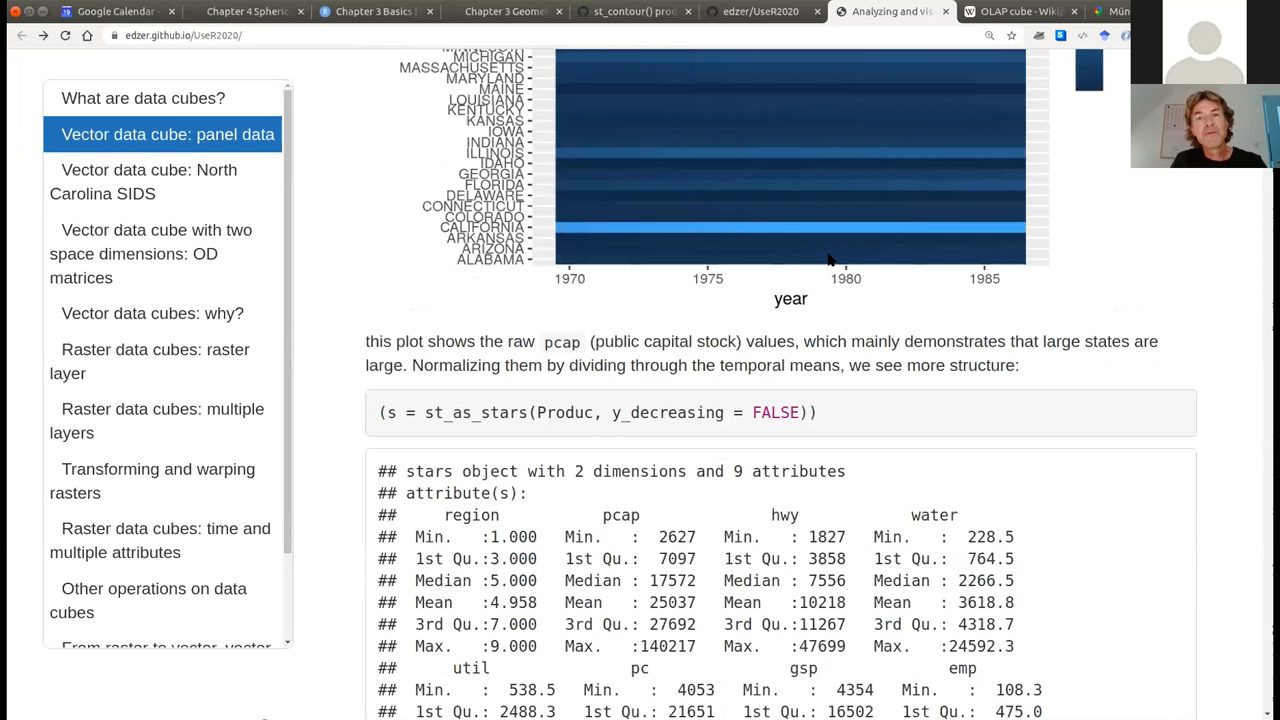 Google Calendar
Chapter 4 Spheric
Chapter 3 Basics
Chapter 3 Geomet
st_contour() prod
edzer/UseR2020
Analyzing and vis
OLAP cube - Wikip
Mün
edzer.github.io/UseR2020/
What are data cubes?
Vector data cube: panel data
Vector data cube: North
Carolina SIDS
Vector data cube with two
space dimensions: OD
matrices
Vector data cubes: why?
Raster data cubes: raster
layer
Raster data cubes: multiple
layers
Transforming and warping
rasters
Raster data cubes: time and
multiple attributes
Other operations on data
cubes
From raster to vector, vector
MICHIGAN
MASSACHUSETTS
MARYLAND
MAINE
LOUISIANA
KENTUCKY
KANSAS
IOWA
INDIANA
ILLINOIS
IDAHO
GEORGIA
FLORIDA
DELAWARE
CONNECTICUT
COLORADO
CALIFORNIA
ARKANSAS
ARIZONA
ALABAMA
1970 1975 1980 1985
year
this plot shows the raw pcap (public capital stock) values, which mainly demonstrates that large states are
large. Normalizing them by dividing through the temporal means, we see more structure:
(s = st_as_stars(Produc, y_decreasing = FALSE))
## stars object with 2 dimensions and 9 attributes
## attribute(s):
## region pcap hwy water
## Min. :1.000 Min. : 2627 Min. : 1827 Min. : 228.5
## 1st Qu.:3.000 1st Qu.: 7097 1st Qu.: 3858 1st Qu.: 764.5
## Median :5.000 Median : 17572 Median : 7556 Median : 2266.5
## Mean :4.958 Mean : 25037 Mean :10218 Mean : 3618.8
## 3rd Qu.:7.000 3rd Qu.: 27692 3rd Qu.:11267 3rd Qu.: 4318.7
## Max. :9.000 Max. :140217 Max. :47699 Max. :24592.3
## util pc gsp emp
## Min. : 538.5 Min. : 4053 Min. : 4354 Min. : 108.3
## 1st Qu.: 2488.3 1st Qu.: 21651 1st Qu.: 16502 1st Qu.: 475.0